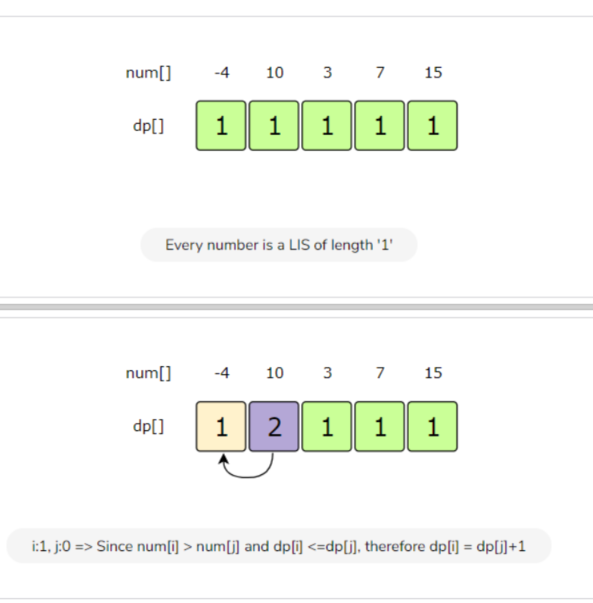 num[] -4 10 3 7 15
dp[] 1 1 1 1 1
Every number is a LIS of length '1'
num[] -4 10 3 7 15
dp[] 1 2 1 1 1
i:1, j:0 => Since num[i] > num[j] and dp[i] <=dp[j], therefore dp[i] = dp[j]+1